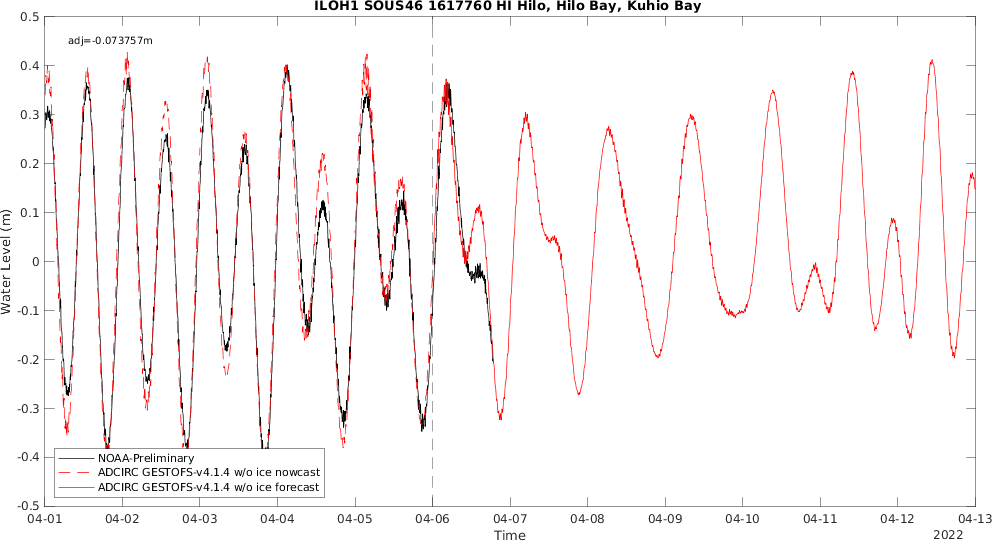 ILOH1 SOUS46 1617760 HI Hilo, Hilo Bay, Kuhio Bay
adj=-0.073757m
0.5
0.4
0.3
0.2
0.1
0
-0.1
-0.2
-0.3
-0.4
-0.5
Water Level (m)
NOAA-Preliminary
ADCIRC GESTOFS-v4.1.4 w/o ice nowcast
ADCIRC GESTOFS-v4.1.4 w/o ice forecast
04-01 04-02 04-03 04-04 04-05 04-06 04-07 04-08 04-09 04-10 04-11 04-12 04-13
Time
2022